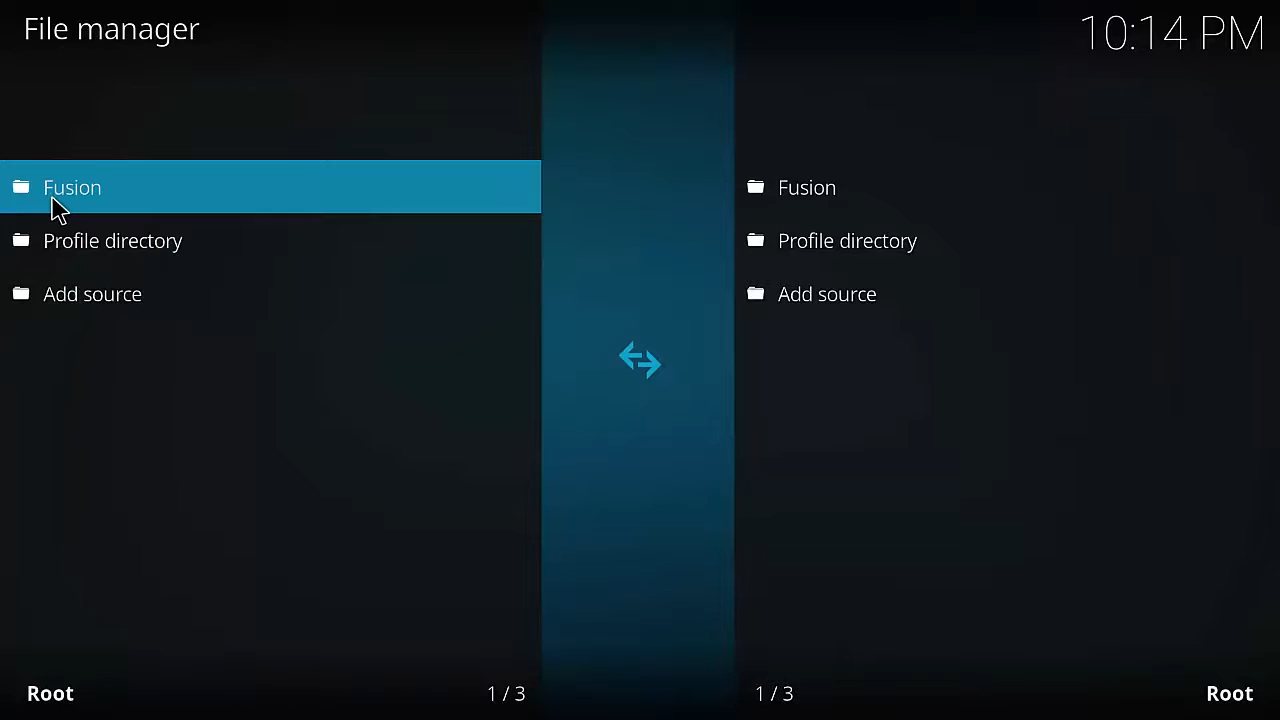 File manager
10:14 PM
Fusion
Profile directory
Add source
Fusion
Profile directory
Add source
Root
1 / 3
1 / 3
Root